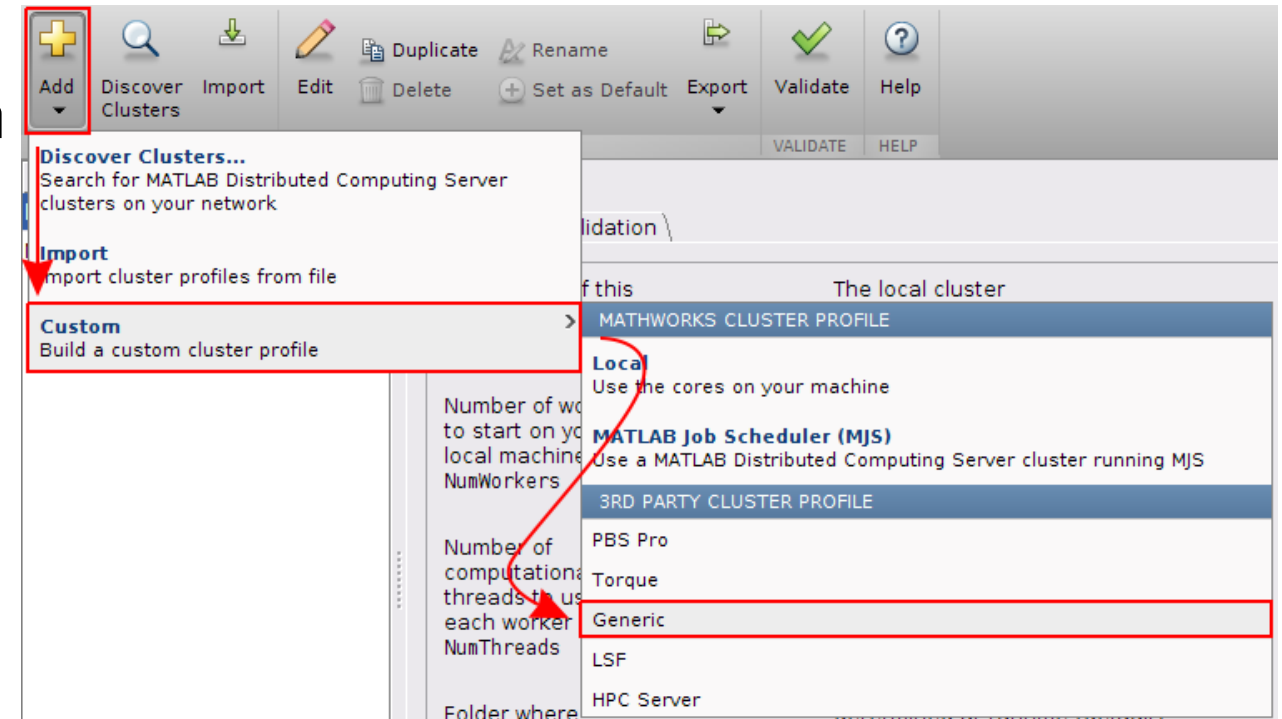 Add
Discover
Clusters
Import
Edit
Duplicate
Delete
Rename
Set as Default
Export
Validate
Help
VALIDATE
HELP
Discover Clusters...
Search for MATLAB Distributed Computing Server
clusters on your network
Import
Import cluster profiles from file
Custom
Build a custom cluster profile
lidation
f this
The local cluster
MATHWORKS CLUSTER PROFILE
Local
Use the cores on your machine
MATLAB Job Scheduler (MJS)
Use a MATLAB Distributed Computing Server cluster running MJS
3RD PARTY CLUSTER PROFILE
PBS Pro
Torque
Generic
LSF
HPC Server
Number of wo
to start on yo
local machine
NumWorkers
Number of
computationa
threads to us
each worker
NumThreads
Folder where